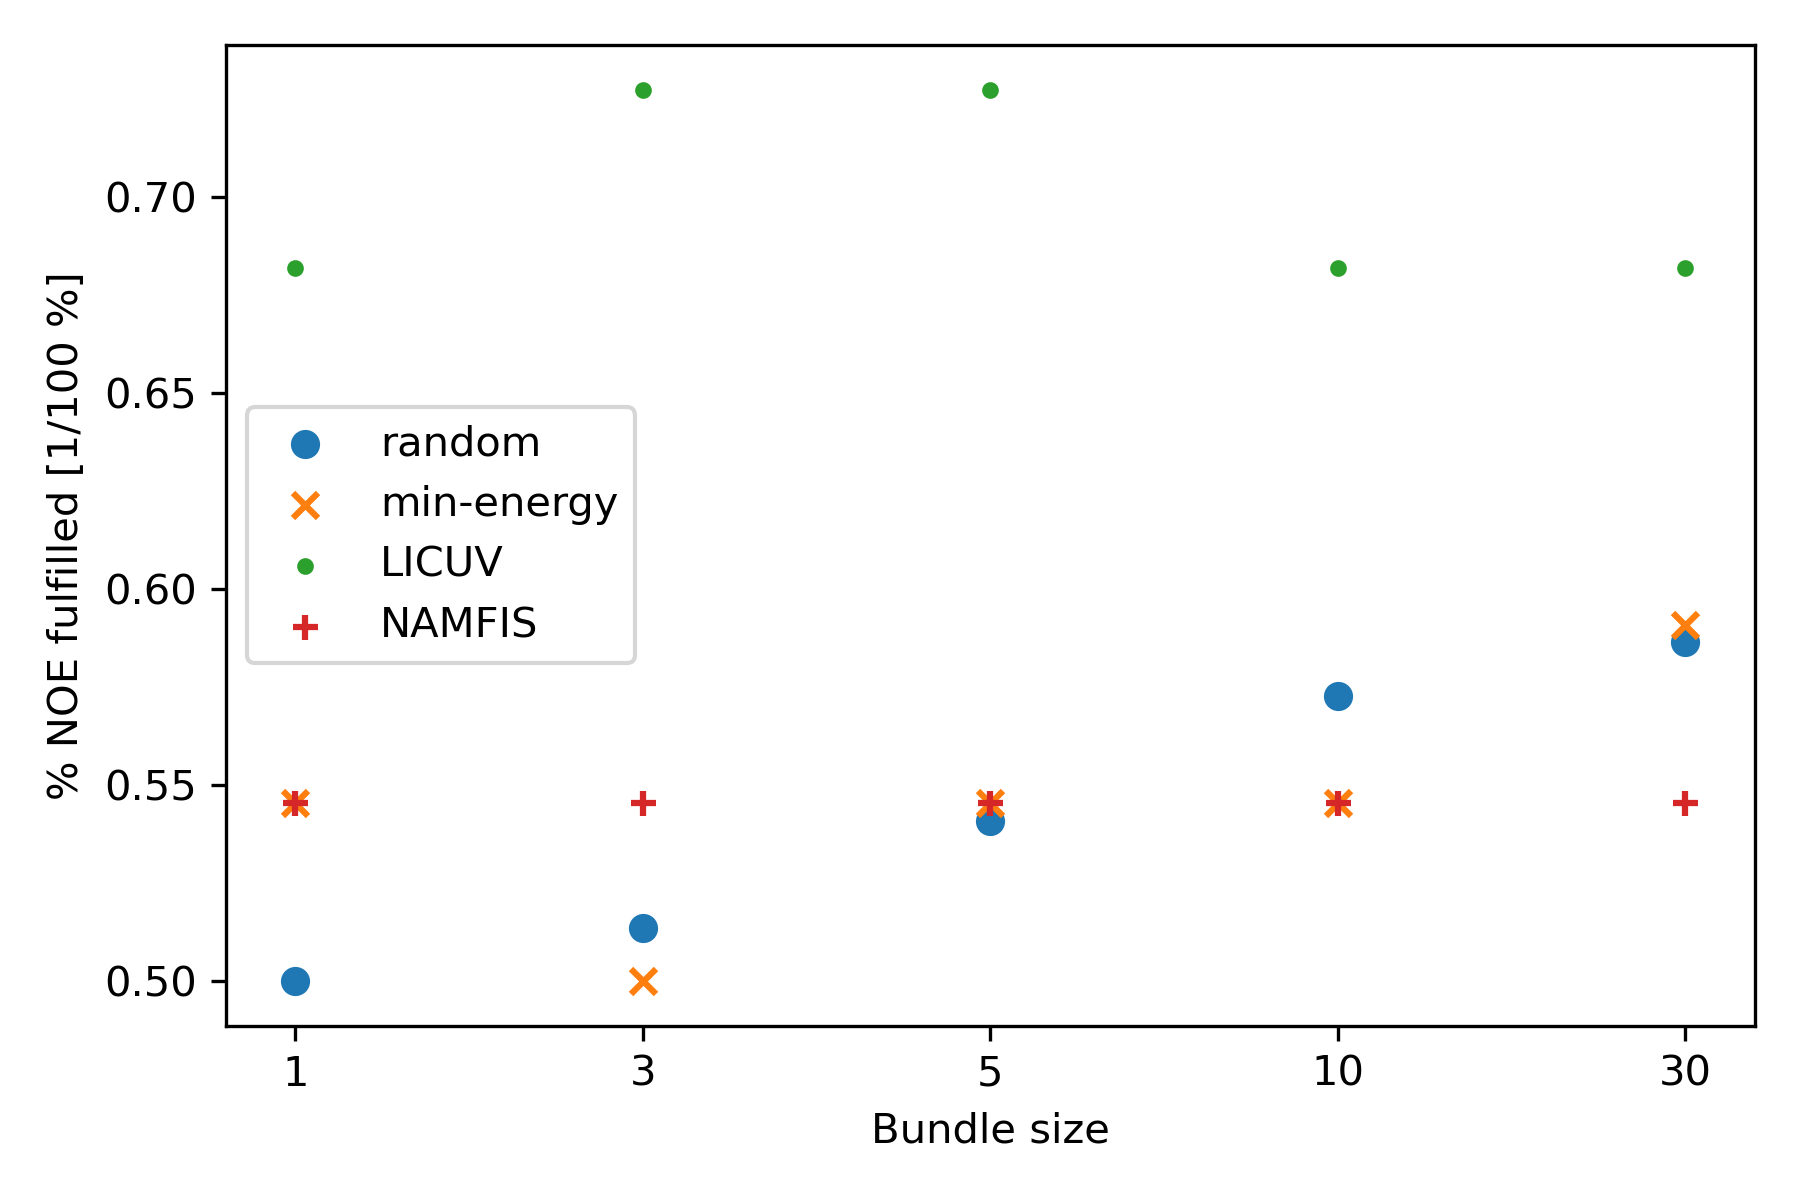 % NOE fulfilled [1/100 %]
0.70
0.65
0.60
0.55
0.50
random
min-energy
LICUV
NAMFIS
1 3 5 10 30
Bundle size